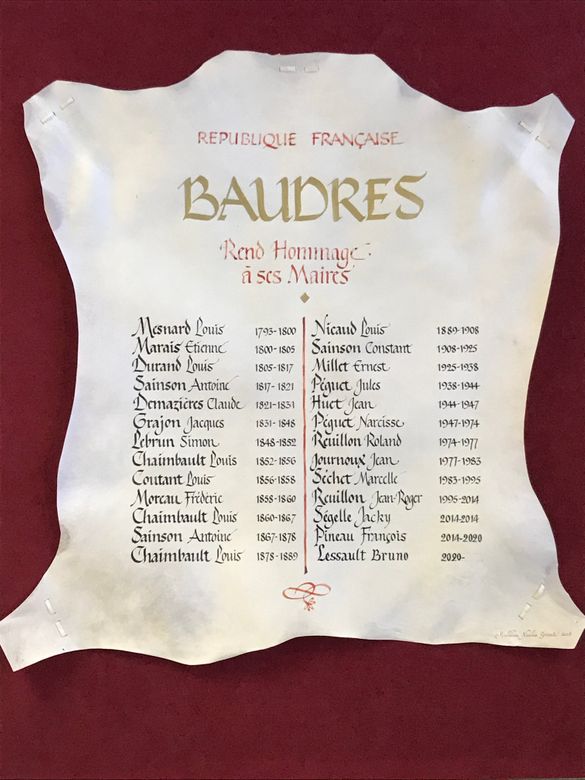 REPUBLIQUE FRANÇAISE
BAUDRES
Rend Hommage
à ses Maires
Mesnard Louis 1793-1800
Marais Etienne 1800-1805
Durand Louis 1805-1817
Sainson Antoine 1817-1821
Demazières Claude 1821-1831
Grajon Jacques 1831-1848
Lebrun Simon 1848-1852
Chaimbault Louis 1852-1856
Coutant Louis 1856-1858
Moreau Fréderic 1858-1860
Chaimbault Louis 1860-1867
Sainson Antoine 1867-1878
Chaimbault Louis 1878-1889
Nicaud Louis 1889-1908
Sainson Constant 1908-1925
Millet Ernest 1925-1938
Péguet Jules 1938-1944
Huet Jean 1944-1947
Péguet Narcisse 1947-1974
Reuillon Roland 1974-1977
Journoux Jean 1977-1983
Séchet Marcelle 1983-1995
Reuillon Jean-Roger 1995-2014
Ségelle Jacky 2014-2014
Pineau François 2014-2020
Lessault Bruno 2020-